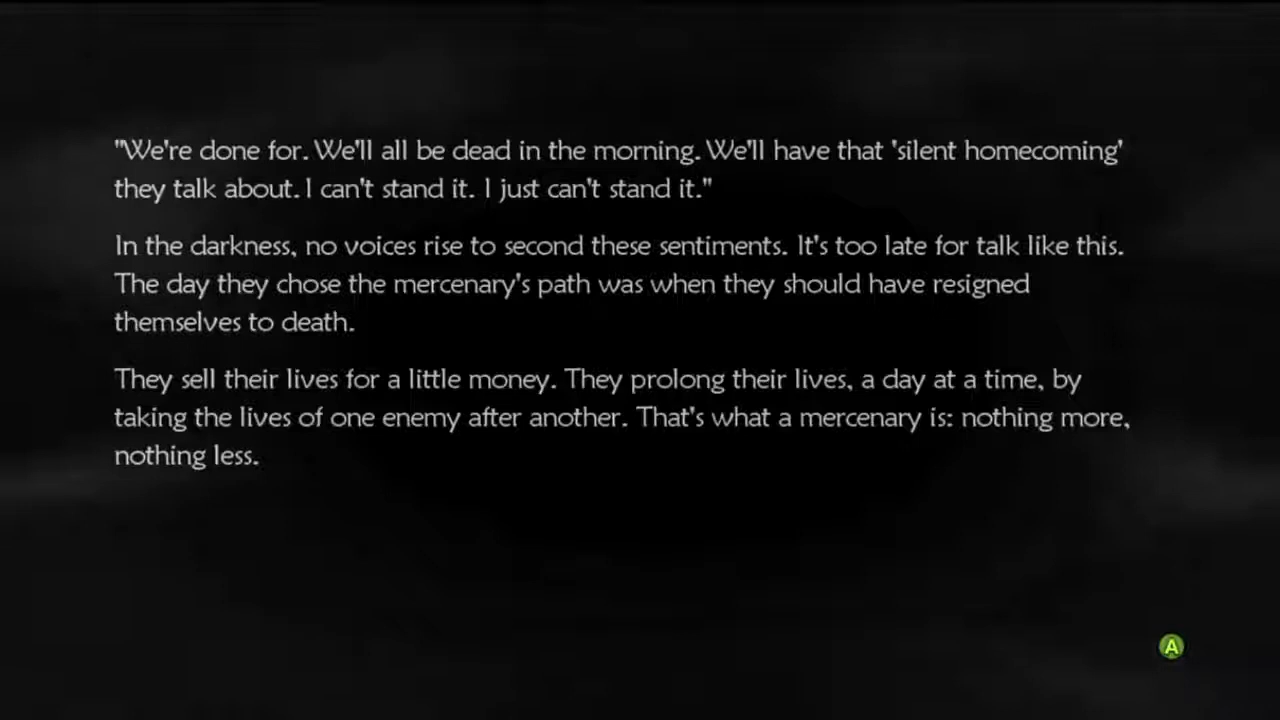 "We're done for. We'll all be dead in the morning. We'll have that 'silent homecoming'
they talk about. I can't stand it. I just can't stand it."
In the darkness, no voices rise to second these sentiments. It's too late for talk like this.
The day they chose the mercenary's path was when they should have resigned
themselves to death.
They sell their lives for a little money. They prolong their lives, a day at a time, by
taking the lives of one enemy after another. That's what a mercenary is: nothing more,
nothing less.
A